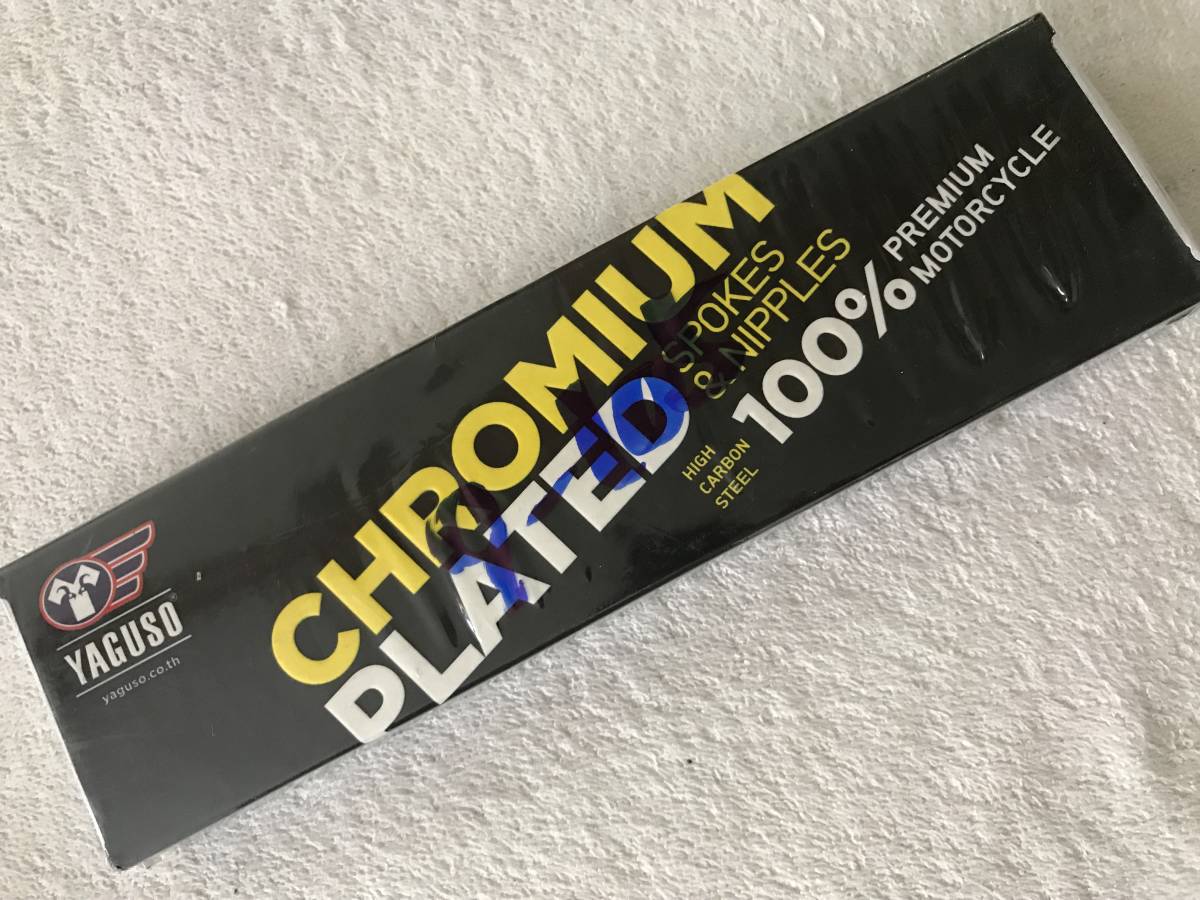 YAGUSO®
yaguso.co.th
CHROMIUM
PLATED
SPOKES
& NIPPLES
HIGH
CARBON
STEEL
100%
PREMIUM
MOTORCYCLE